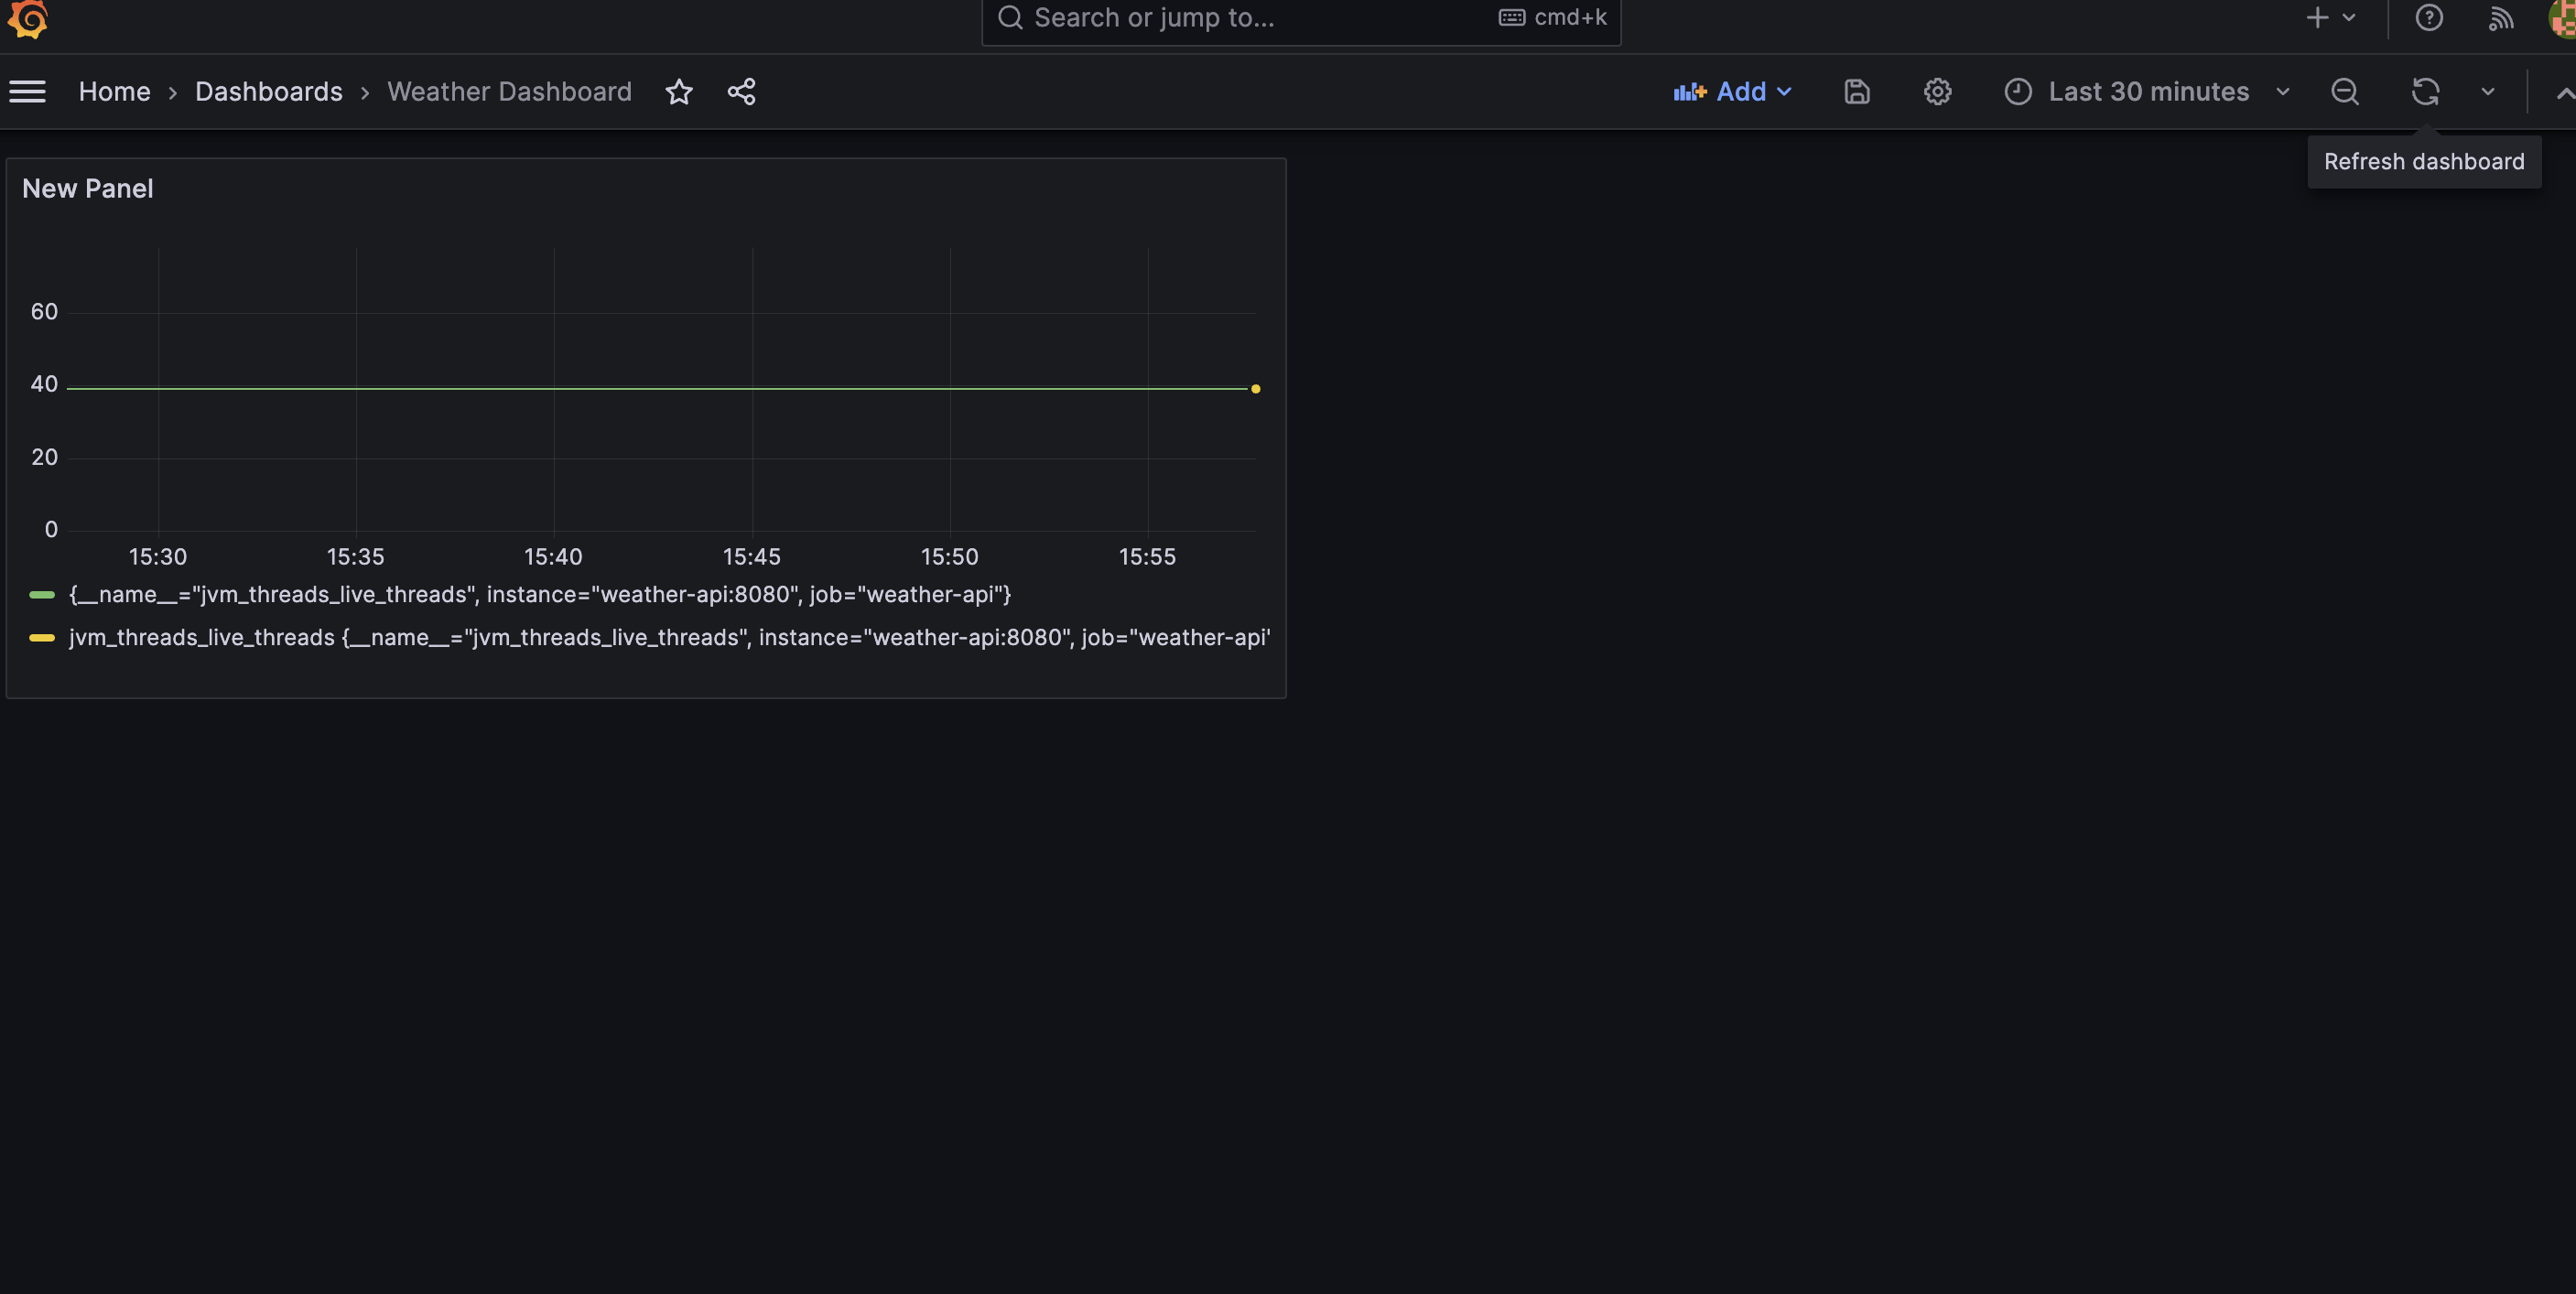 Search or jump to... cmd+k
Home › Dashboards › Weather Dashboard Add Last 30 minutes
Refresh dashboard
New Panel
60
40
20
0
15:30 15:35 15:40 15:45 15:50 15:55
{__name__="jvm_threads_live_threads", instance="weather-api:8080", job="weather-api"}
jvm_threads_live_threads {__name__="jvm_threads_live_threads", instance="weather-api:8080", job="weather-api"